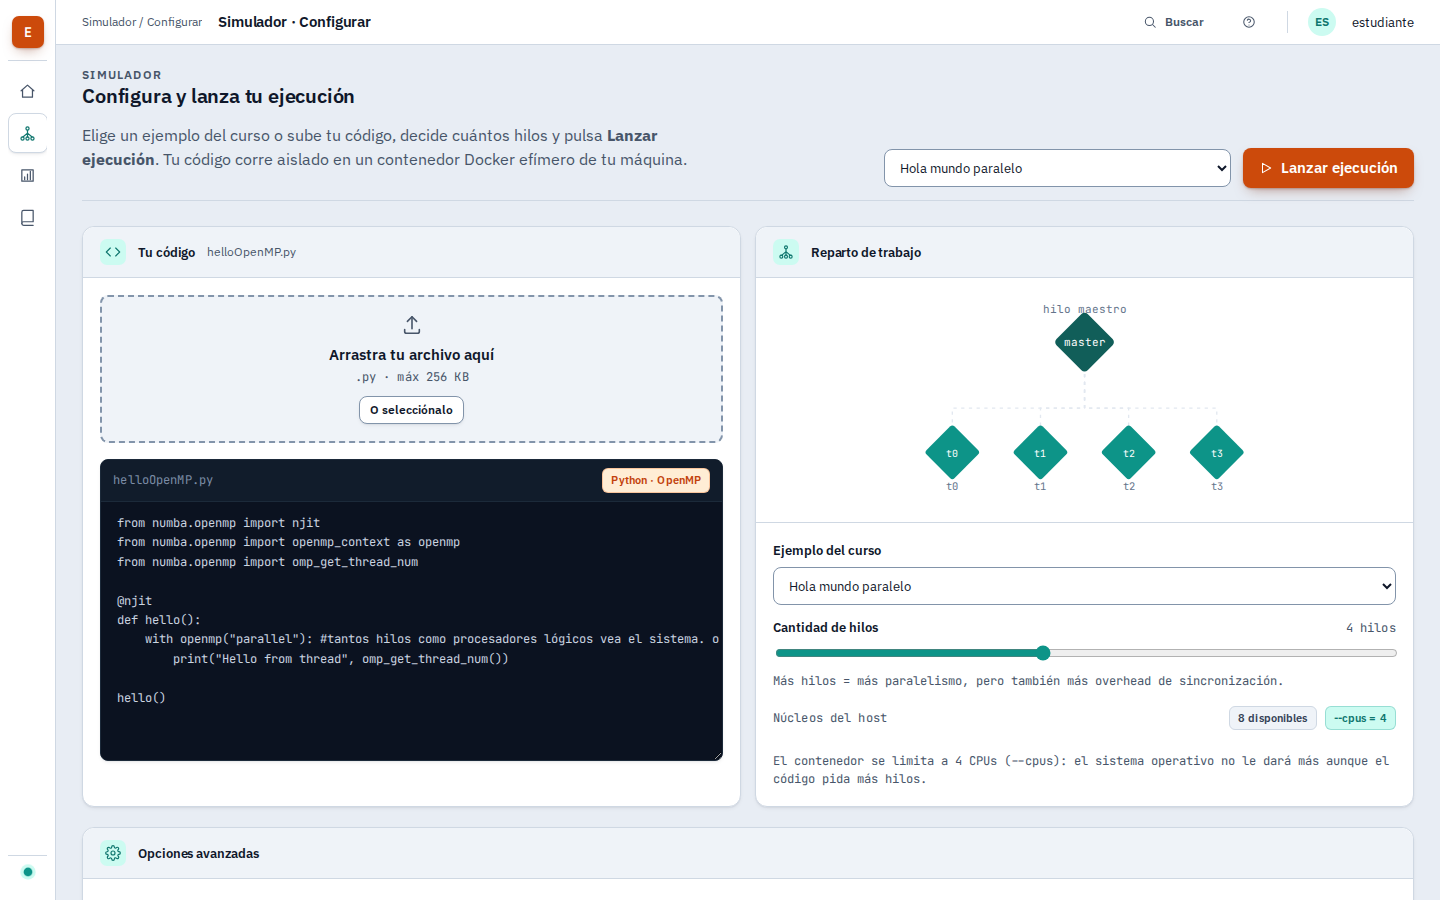 E
Simulador / Configurar
Simulador · Configurar
Buscar
ES
estudiante
SIMULADOR
Configura y lanza tu ejecución
Elige un ejemplo del curso o sube tu código, decide cuántos hilos y pulsa Lanzar
ejecución. Tu código corre aislado en un contenedor Docker efímero de tu máquina.
Hola mundo paralelo
Lanzar ejecución
Tu código
helloOpenMP.py
Arrastra tu archivo aquí
.py · máx 256 KB
O selecciónalo
helloOpenMP.py
Python · OpenMP
from numba.openmp import njit
from numba.openmp import openmp_context as openmp
from numba.openmp import omp_get_thread_num
@njit
def hello():
with openmp("parallel"): #tantos hilos como procesadores lógicos vea el sistema. o
print("Hello from thread", omp_get_thread_num())
hello()
Reparto de trabajo
hilo maestro
master
t0
t1
t2
t3
t0
t1
t2
t3
Ejemplo del curso
Hola mundo paralelo
Cantidad de hilos
4 hilos
Más hilos = más paralelismo, pero también más overhead de sincronización.
Núcleos del host
8 disponibles
--cpus = 4
El contenedor se limita a 4 CPUs (--cpus): el sistema operativo no le dará más aunque el
código pida más hilos.
Opciones avanzadas